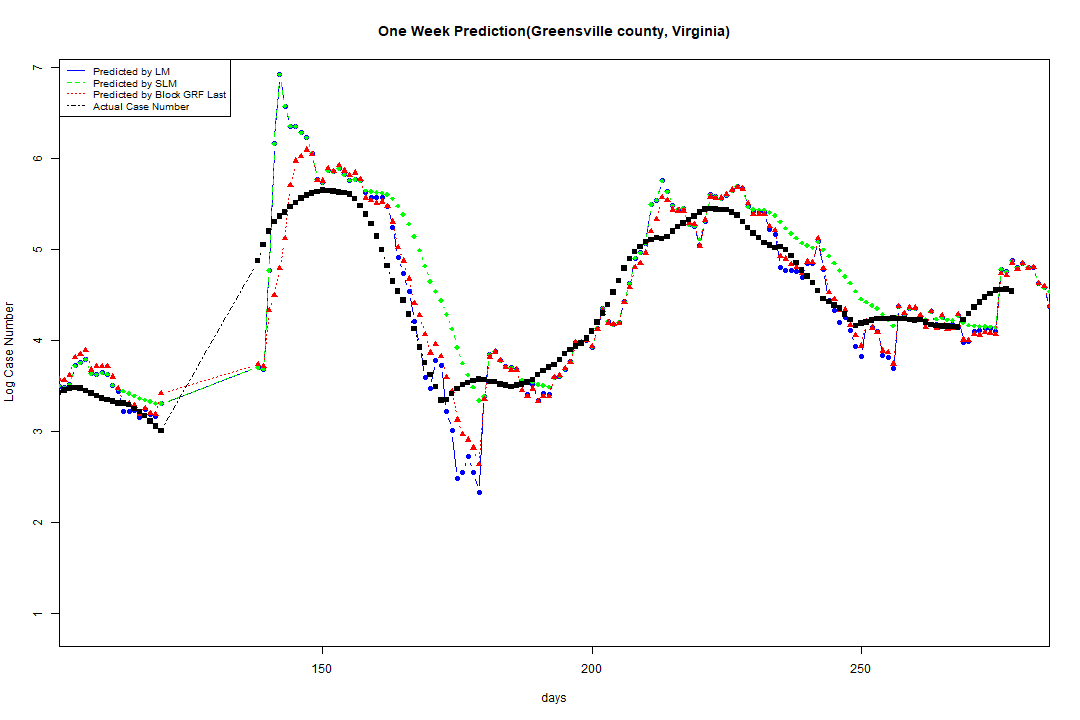 One Week Prediction(Greensville county, Virginia)
Predicted by LM
Predicted by SLM
Predicted by Block GRF Last
Actual Case Number
Log Case Number
7
6
5
4
3
2
1
150 200 250
days